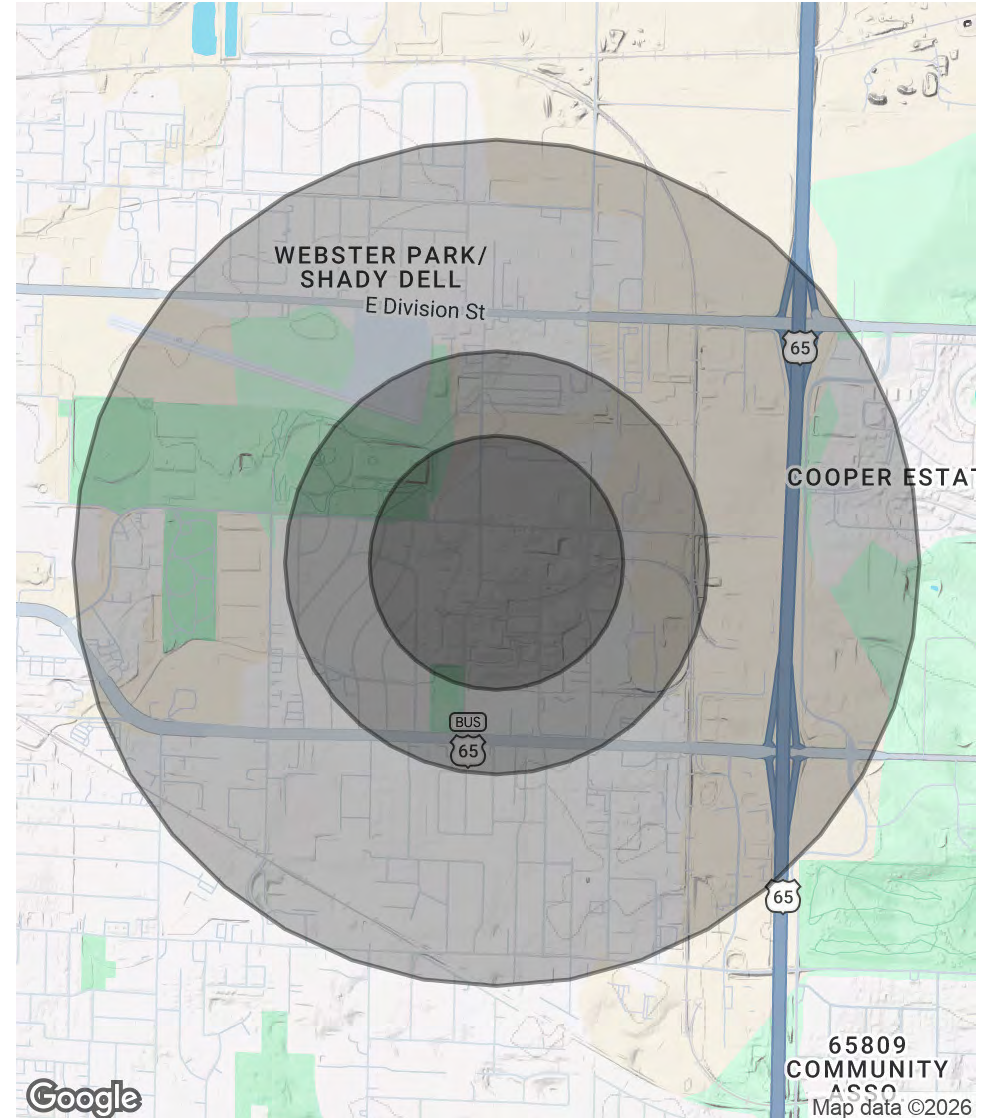 WEBSTER PARK/
SHADY DELL
E Division St
65
COOPER ESTAT
BUS
65
65
65809
COMMUNITY
ASSO
Google
Map data ©2026